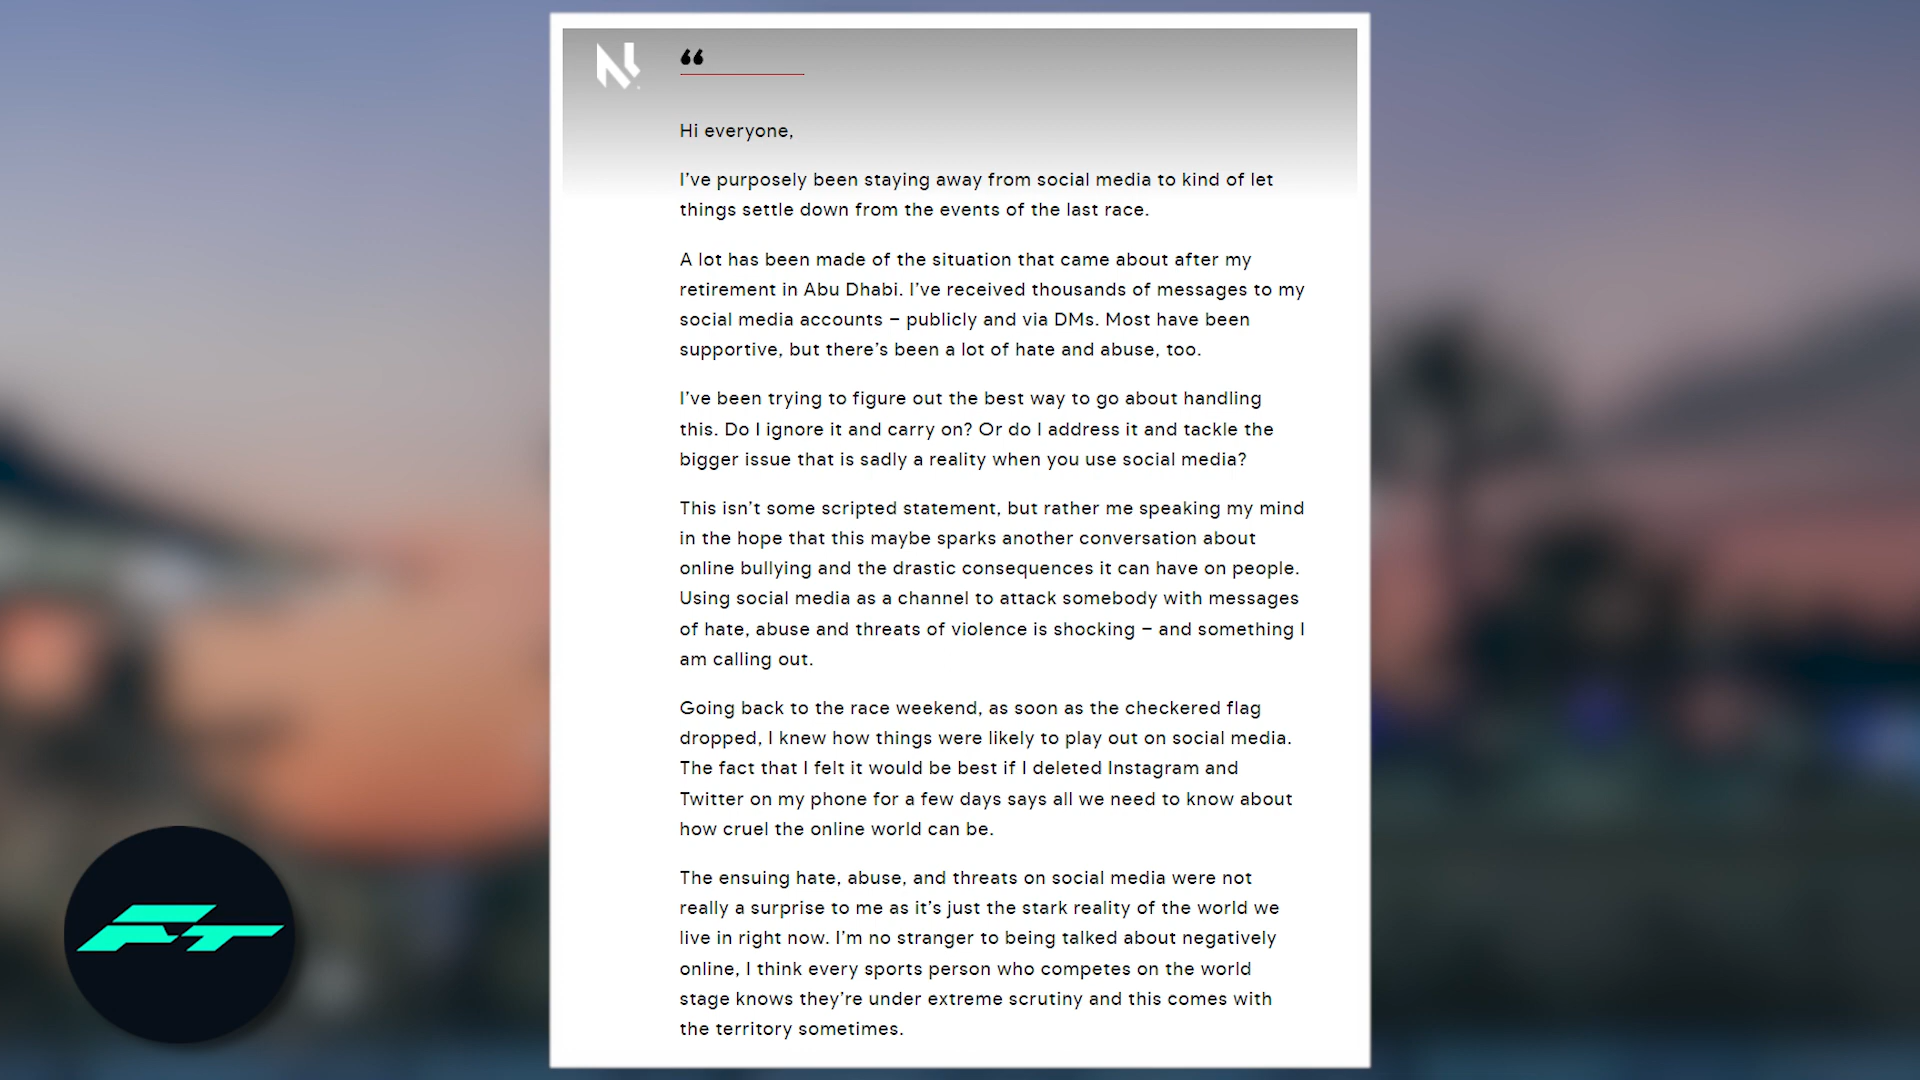 N
“
Hi everyone,
I’ve purposely been staying away from social media to kind of let
things settle down from the events of the last race.
A lot has been made of the situation that came about after my
retirement in Abu Dhabi. I’ve received thousands of messages to my
social media accounts – publicly and via DMs. Most have been
supportive, but there’s been a lot of hate and abuse, too.
I’ve been trying to figure out the best way to go about handling
this. Do I ignore it and carry on? Or do I address it and tackle the
bigger issue that is sadly a reality when you use social media?
This isn’t some scripted statement, but rather me speaking my mind
in the hope that this maybe sparks another conversation about
online bullying and the drastic consequences it can have on people.
Using social media as a channel to attack somebody with messages
of hate, abuse and threats of violence is shocking – and something I
am calling out.
Going back to the race weekend, as soon as the checkered flag
dropped, I knew how things were likely to play out on social media.
The fact that I felt it would be best if I deleted Instagram and
Twitter on my phone for a few days says all we need to know about
how cruel the online world can be.
The ensuing hate, abuse, and threats on social media were not
really a surprise to me as it’s just the stark reality of the world we
live in right now. I’m no stranger to being talked about negatively
online, I think every sports person who competes on the world
stage knows they’re under extreme scrutiny and this comes with
the territory sometimes.
FT